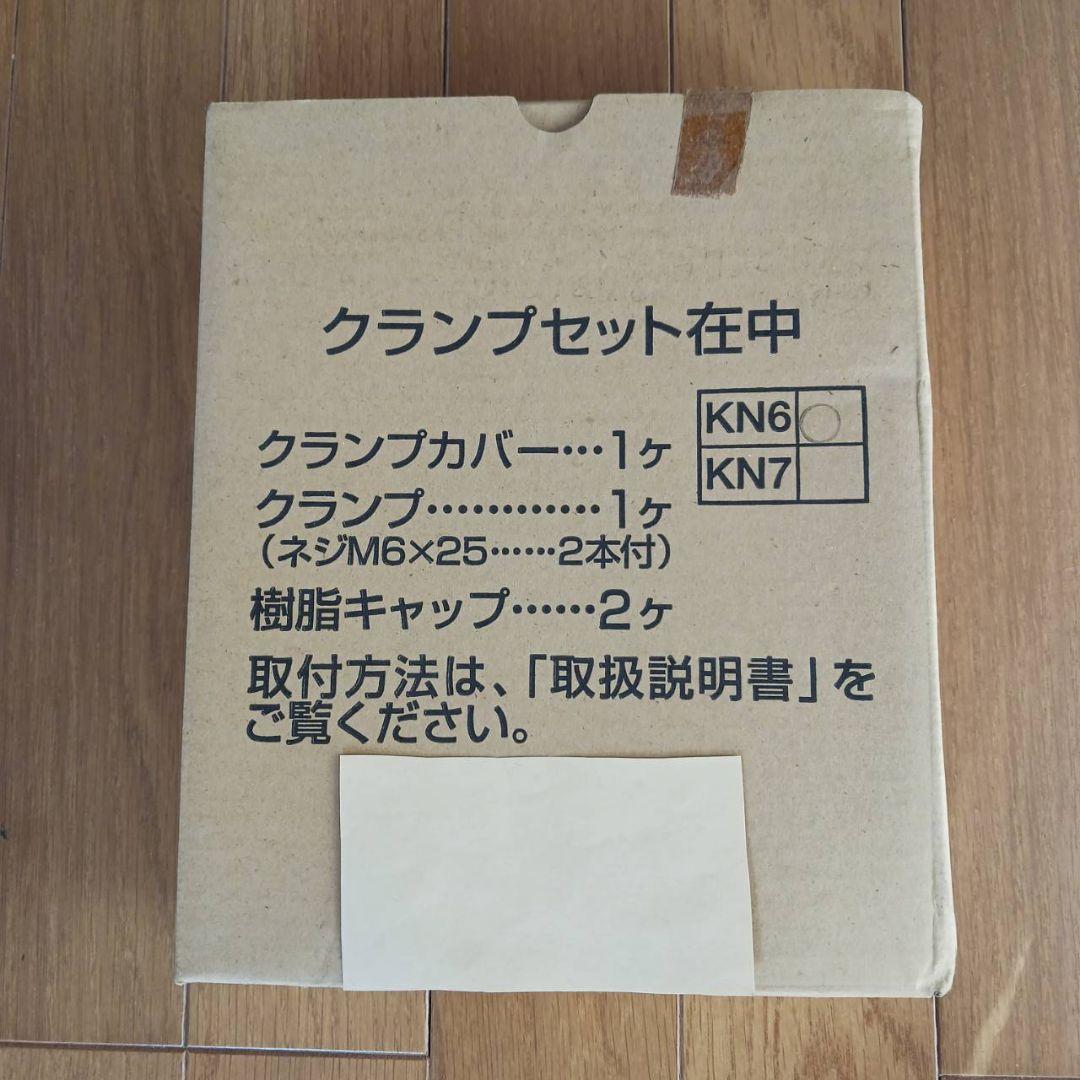 クランプセット在中
KN6 ○
KN7
クランプカバー…1ヶ
クランプ…………1ヶ
(ネジM6×25……2本付)
樹脂キャップ……2ヶ
取付方法は、「取扱説明書」を
ご覧ください。